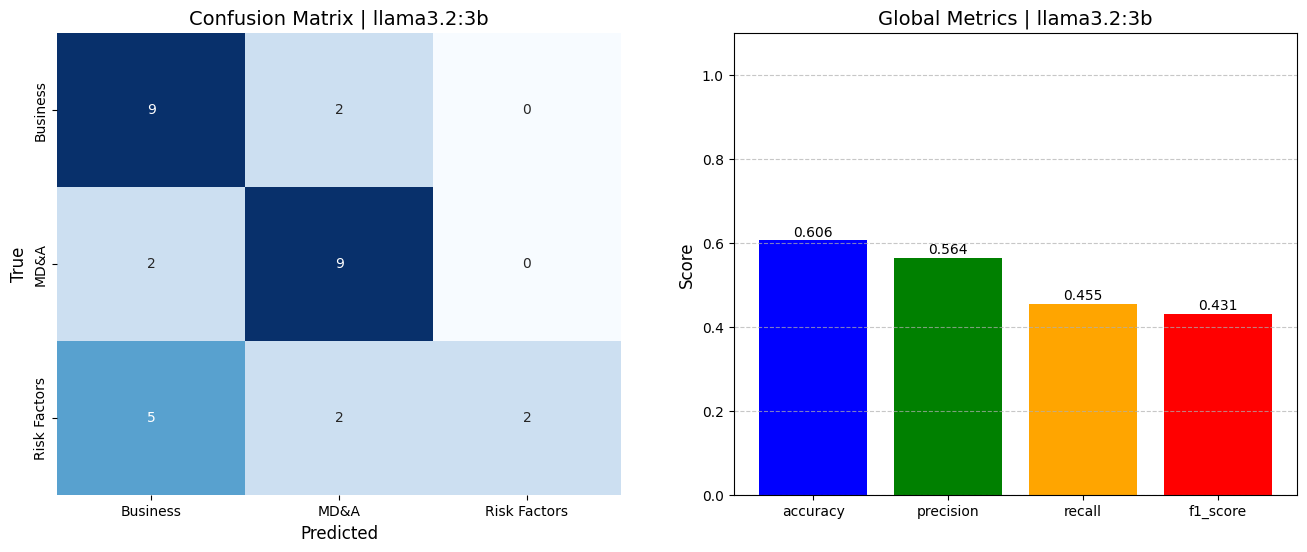 Confusion Matrix | llama3.2:3b
True
Business
9
2
0
MD&A
2
9
0
Risk Factors
5
2
2
Business
MD&A
Risk Factors
Predicted
Global Metrics | llama3.2:3b
Score
1.0
0.8
0.6
0.4
0.2
0.0
0.606
0.564
0.455
0.431
accuracy
precision
recall
f1_score